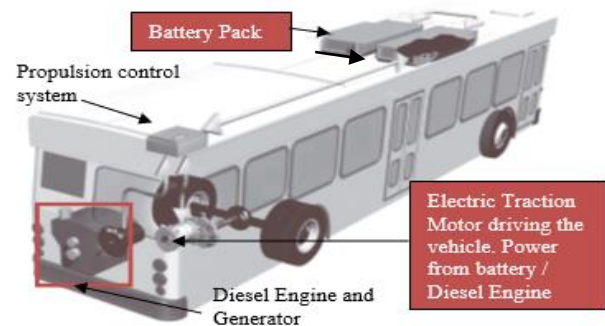 Battery Pack
Propulsion control
system
Electric Traction
Motor driving the
vehicle. Power
from battery /
Diesel Engine
Diesel Engine and
Generator